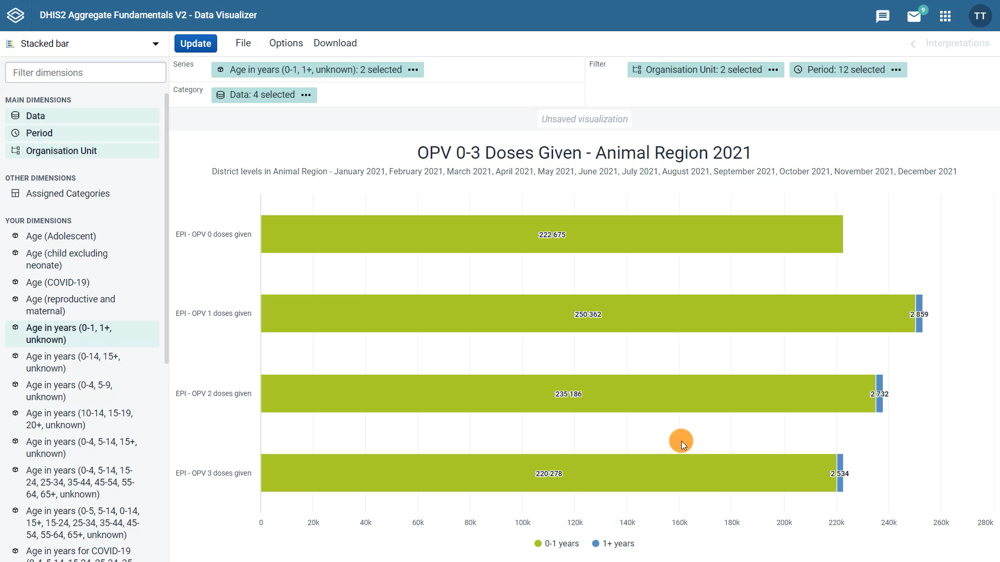 DHIS2 Aggregate Fundamentals V2 - Data Visualizer
9
TT
Stacked bar
Update
File
Options
Download
Interpretations
Filter dimensions
MAIN DIMENSIONS
Data
Period
Organisation Unit
OTHER DIMENSIONS
Assigned Categories
YOUR DIMENSIONS
Age (Adolescent)
Age (child excluding
neonate)
Age (COVID-19)
Age (reproductive and
maternal)
Age in years (0-1, 1+,
unknown)
Age in years (0-14, 15+,
unknown)
Age in years (0-4, 5-9,
unknown)
Age in years (10-14, 15-19,
20+, unknown)
Age in years (0-4, 5-14, 15+,
unknown)
Age in years (0-4, 5-14, 15-
24, 25-34, 35-44, 45-54, 55-
64, 65+, unknown)
Age in years (0-5, 5-14, 0-14,
15+, 15-24, 25-34, 35-44, 45-
54, 55-64, 65+, unknown)
Age in years for COVID-19
Series
Age in years (0-1, 1+, unknown): 2 selected
Category
Data: 4 selected
Filter
Organisation Unit: 2 selected
Period: 12 selected
Unsaved visualization
OPV 0-3 Doses Given - Animal Region 2021
District levels in Animal Region - January 2021, February 2021, March 2021, April 2021, May 2021, June 2021, July 2021, August 2021, September 2021, October 2021, November 2021, December 2021
EPI - OPV 0 doses given
222 675
EPI - OPV 1 doses given
250 362
2 859
EPI - OPV 2 doses given
235 186
2 732
EPI - OPV 3 doses given
220 278
2 534
0
20k
40k
60k
80k
100k
120k
140k
160k
180k
200k
220k
240k
260k
280k
0-1 years
1+ years